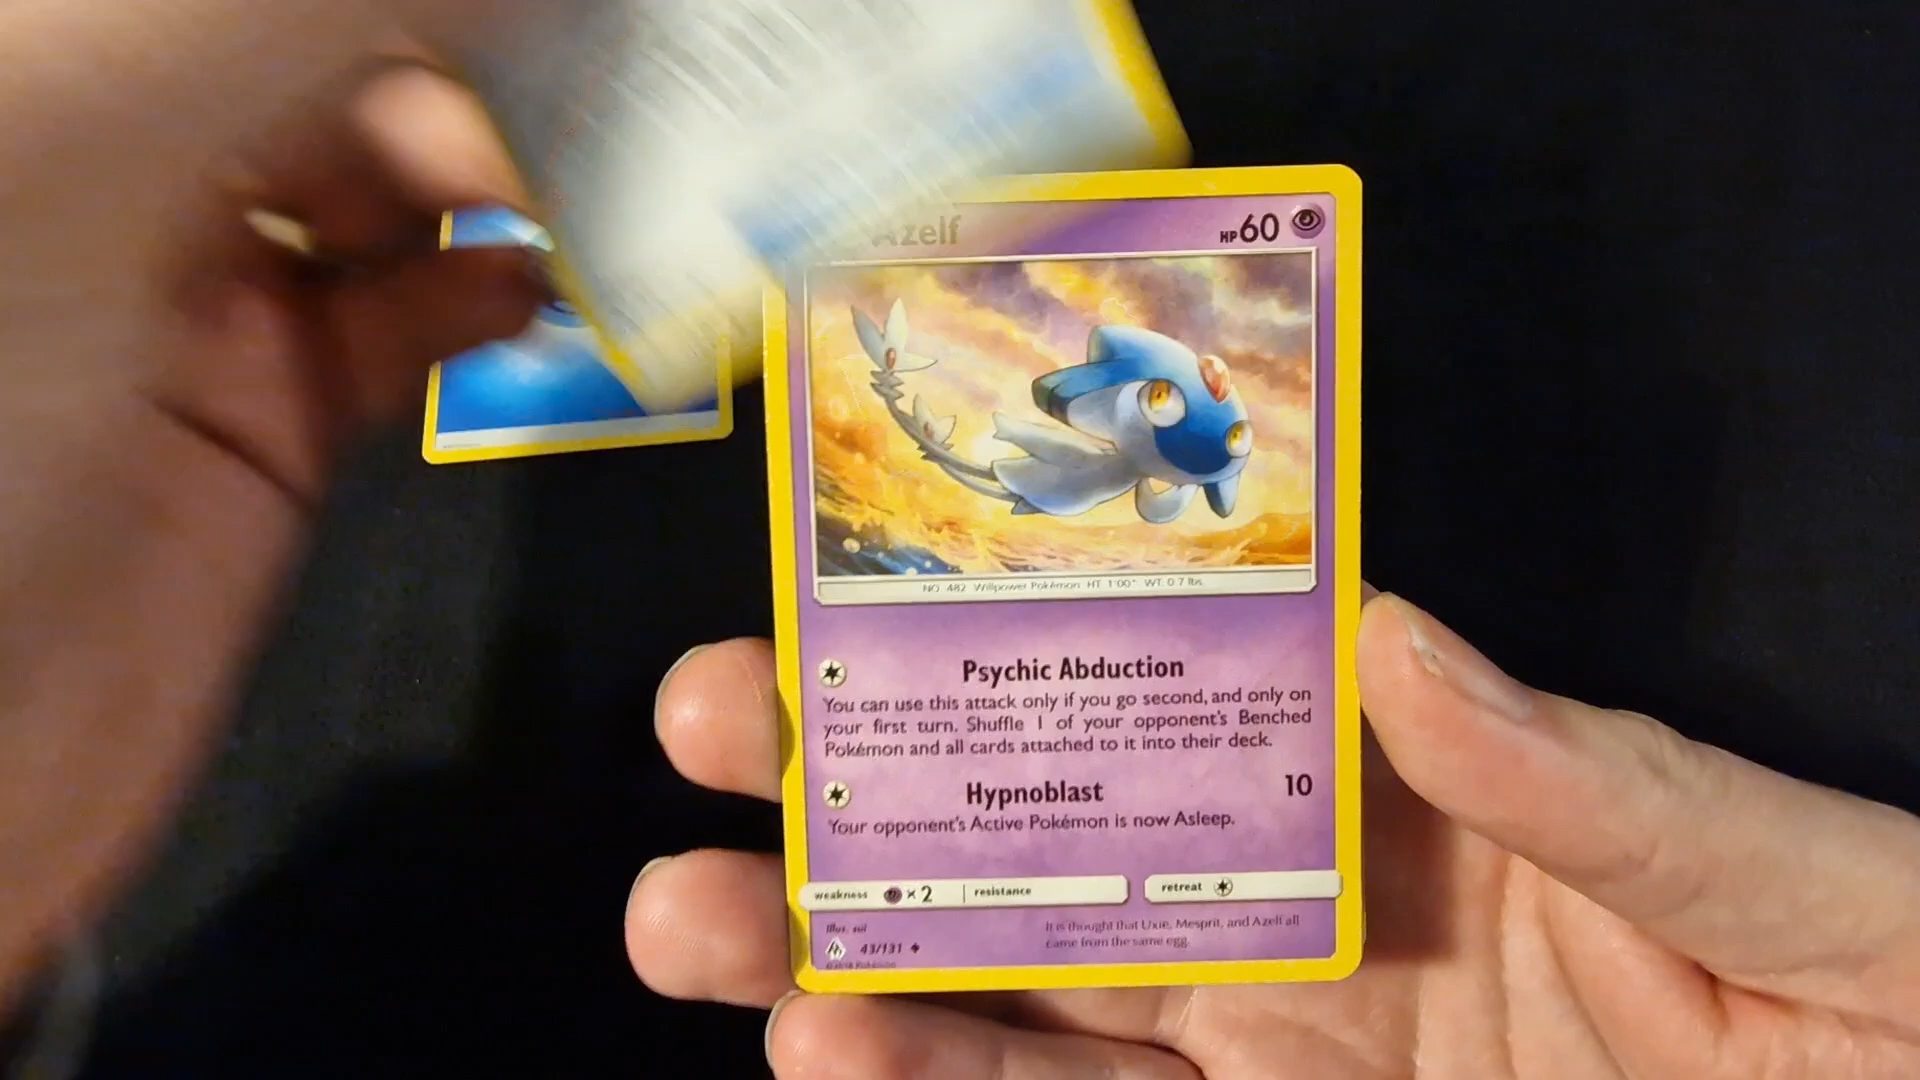 Azelf
HP60
NO. 482 Willpower Pokémon HT 1'00" WT 0.7 lbs.
Psychic Abduction
You can use this attack only if you go second, and only on
your first turn. Shuffle 1 of your opponent's Benched
Pokémon and all cards attached to it into their deck.
Hypnoblast 10
Your opponent's Active Pokémon is now Asleep.
weakness ×2 resistance retreat
Illus. sui
It is thought that Uxie, Mesprit, and Azelf all
came from the same egg.
43/131
©2018 Pokémon